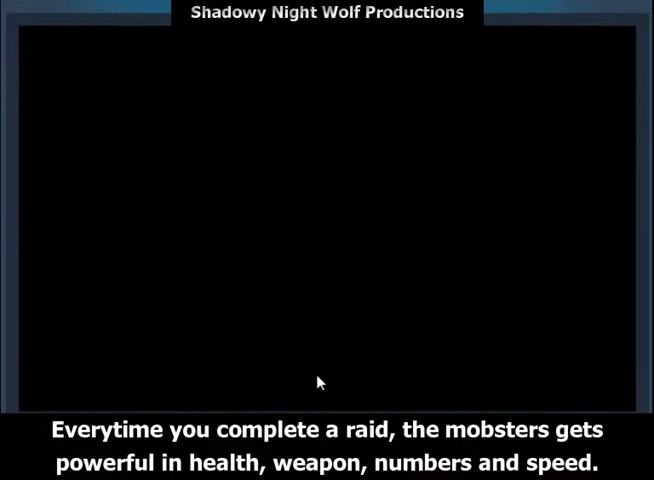 Shadowy Night Wolf Productions
Everytime you complete a raid, the mobsters gets
powerful in health, weapon, numbers and speed.